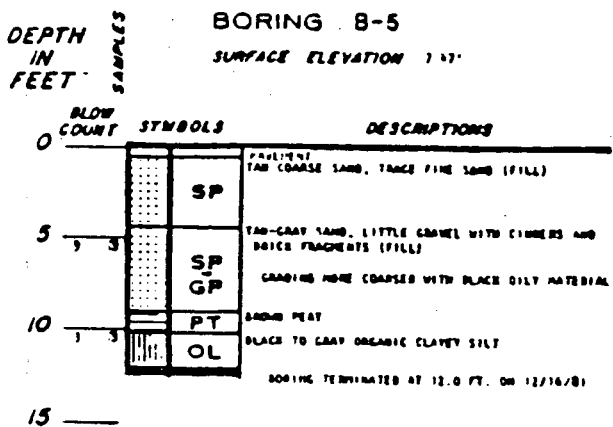 BORING B-5
SURFACE ELEVATION
DEPTH IN FEET
SAMPLES
BLOW COUNT
SYMBOLS
DESCRIPTIONS
0
PAVEMENT
TAN COARSE SAND, TRACE FINE SAND (FILL)
SP
5
TAN-GRAY SAND, LITTLE GRAVEL WITH CINDERS AND
BRICK FRAGMENTS (FILL)
SP
-
GP
GRADING MORE COARSER WITH BLACK OILY MATERIAL
BROWN PEAT
PT
10
BLACK TO GRAY ORGANIC CLAYEY SILT
OL
BORING TERMINATED AT 12.0 FT. ON 12/16/81
15